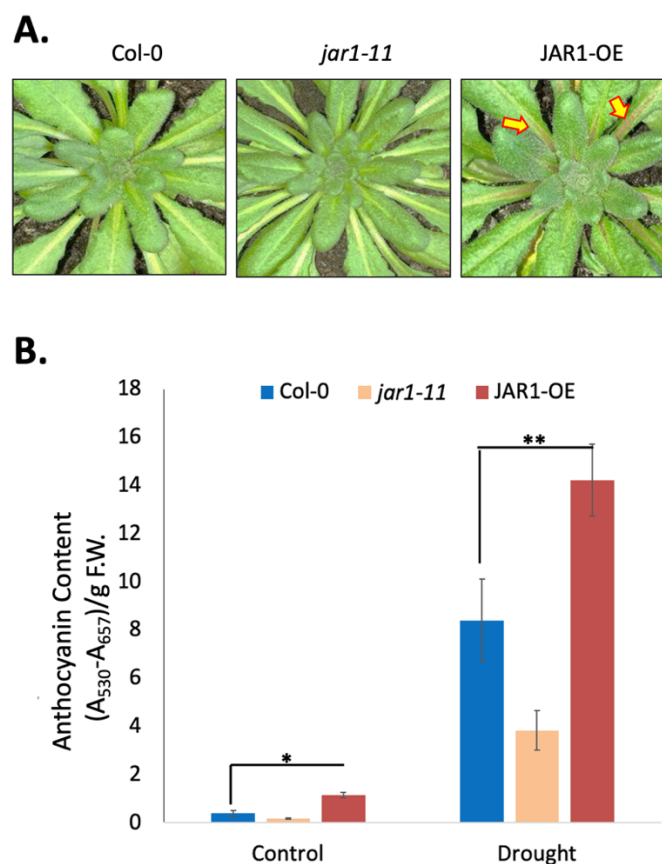 A.
Col-0 jar1-11 JAR1-OE
B.
Col-0 jar1-11 JAR1-OE
Anthocyanin Content
(A530-A657)/g F.W.
18
16
14
12
10
8
6
4
2
0
**
*
Control Drought